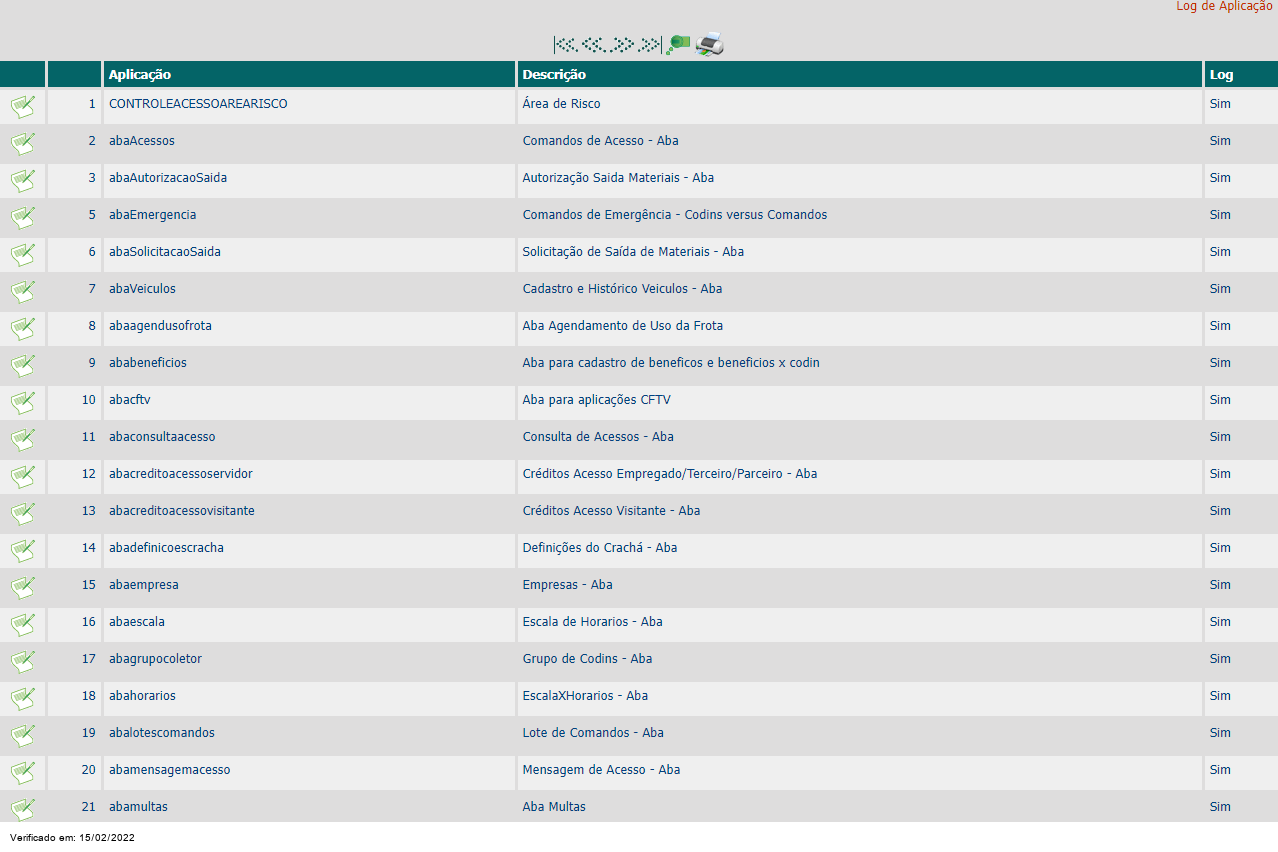 Log de Aplicação
Aplicação Descrição Log
1 CONTROLEACESSOAREARISCO Área de Risco Sim
2 abaAcessos Comandos de Acesso - Aba Sim
3 abaAutorizacaoSaida Autorização Saida Materiais - Aba Sim
5 abaEmergencia Comandos de Emergência - Codins versus Comandos Sim
6 abaSolicitacaoSaida Solicitação de Saída de Materiais - Aba Sim
7 abaVeiculos Cadastro e Histórico Veiculos - Aba Sim
8 abaagendusofrota Aba Agendamento de Uso da Frota Sim
9 ababeneficios Aba para cadastro de beneficos e beneficios x codin Sim
10 abacftv Aba para aplicações CFTV Sim
11 abaconsultaacesso Consulta de Acessos - Aba Sim
12 abacreditoacessoservidor Créditos Acesso Empregado/Terceiro/Parceiro - Aba Sim
13 abacreditoacessovisitante Créditos Acesso Visitante - Aba Sim
14 abadefinicoescracha Definições do Crachá - Aba Sim
15 abaempresa Empresas - Aba Sim
16 abaescala Escala de Horarios - Aba Sim
17 abagrupocoletor Grupo de Codins - Aba Sim
18 abahorarios EscalaXHorarios - Aba Sim
19 abalotescomandos Lote de Comandos - Aba Sim
20 abamensagemacesso Mensagem de Acesso - Aba Sim
21 abamultas Aba Multas Sim
Verificado em: 15/02/2022